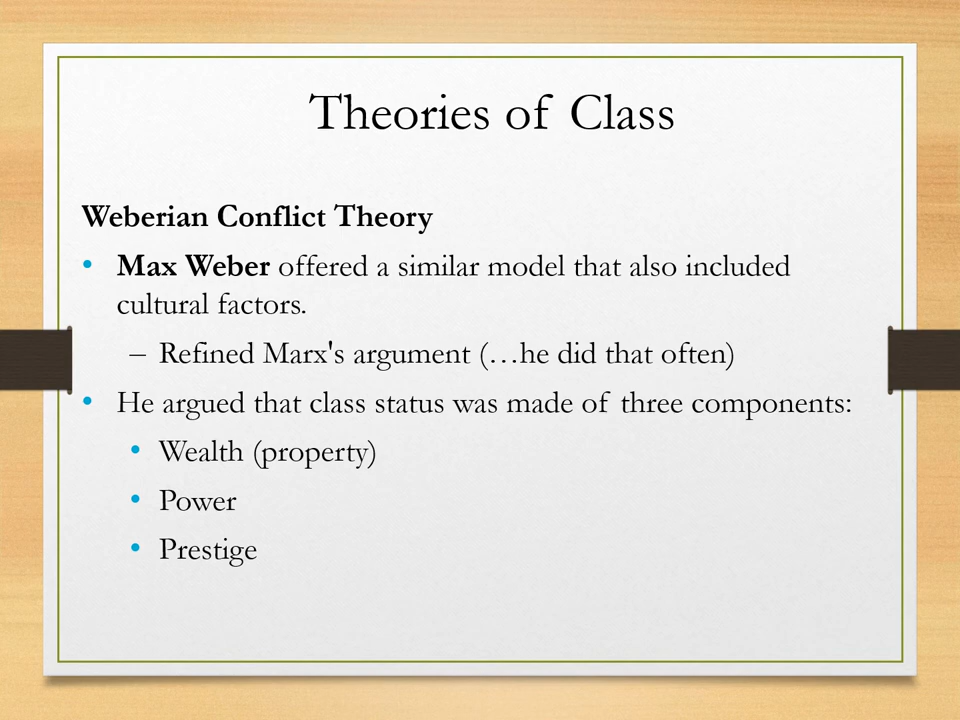 Theories of Class
Weberian Conflict Theory
• Max Weber offered a similar model that also included
cultural factors.
– Refined Marx's argument (…he did that often)
• He argued that class status was made of three components:
• Wealth (property)
• Power
• Prestige